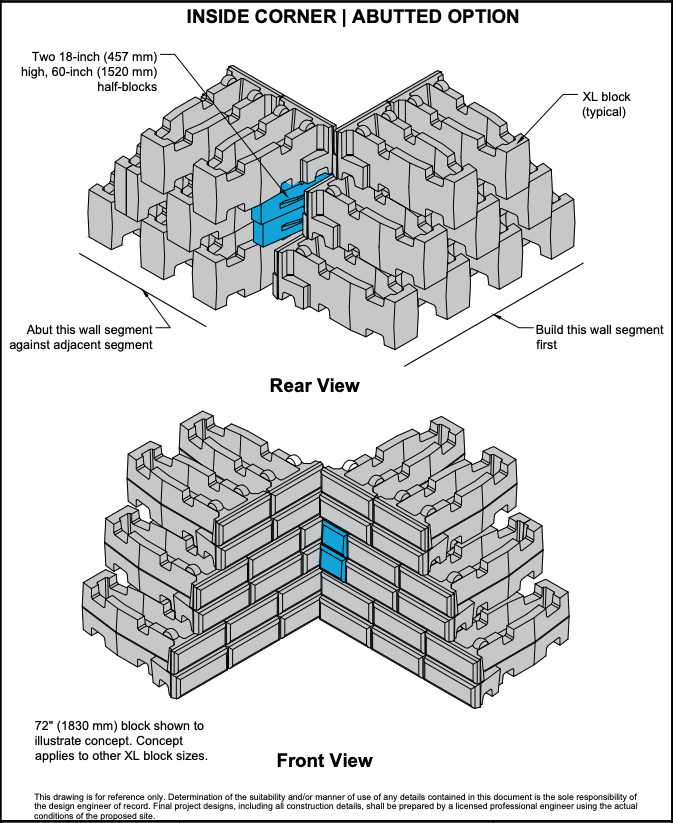 INSIDE CORNER | ABUTTED OPTION
Two 18-inch (457 mm)
high, 60-inch (1520 mm)
half-blocks
XL block
(typical)
Abut this wall segment
against adjacent segment
Build this wall segment
first
Rear View
72" (1830 mm) block shown to
illustrate concept. Concept
applies to other XL block sizes.
Front View
This drawing is for reference only. Determination of the suitability and/or manner of use of any details contained in this document is the sole responsibility of
the design engineer of record. Final project designs, including all construction details, shall be prepared by a licensed professional engineer using the actual
conditions of the proposed site.